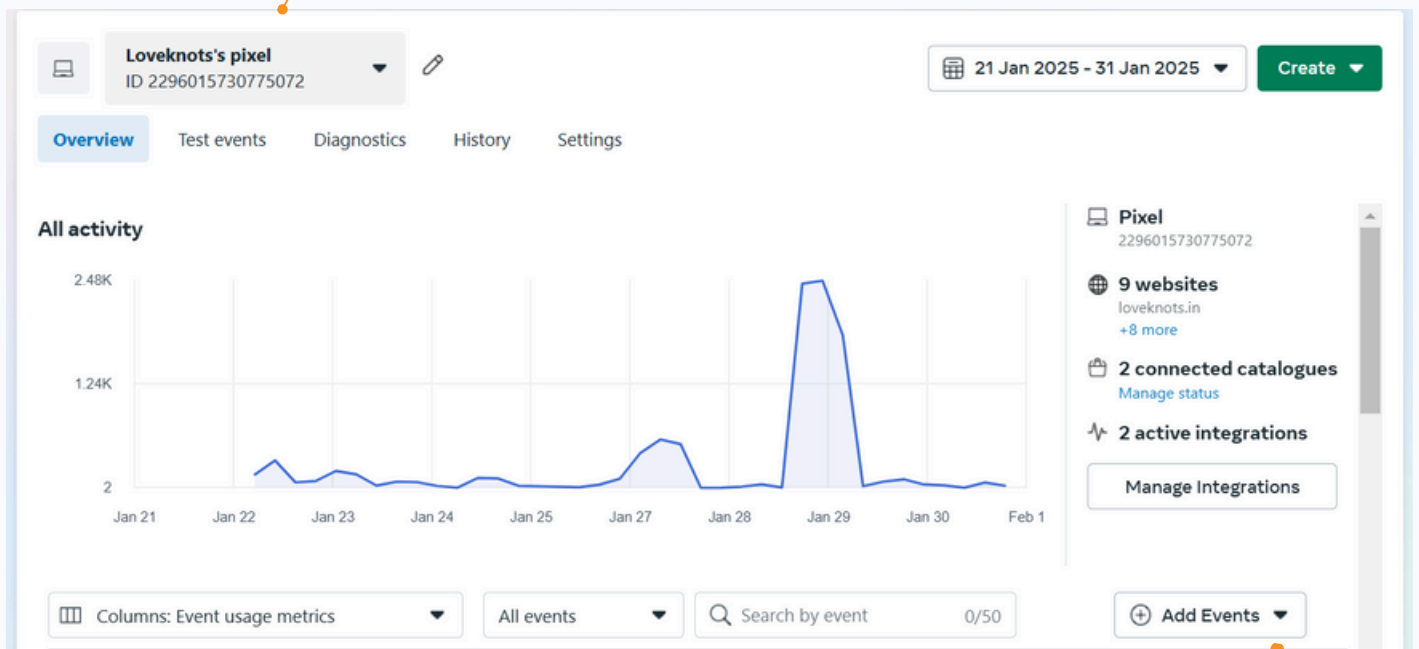 Loveknots's pixel
ID 2296015730775072
21 Jan 2025 - 31 Jan 2025
Create
Overview
Test events
Diagnostics
History
Settings
All activity
2.48K
1.24K
2
Jan 21
Jan 22
Jan 23
Jan 24
Jan 25
Jan 27
Jan 28
Jan 29
Jan 30
Feb 1
Pixel
2296015730775072
9 websites
loveknots.in
+8 more
2 connected catalogues
Manage status
2 active integrations
Manage Integrations
Columns: Event usage metrics
All events
Search by event
0/50
Add Events